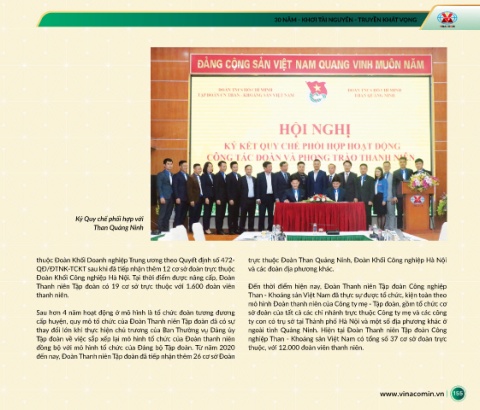 30 NĂM - KHƠI TÀI NGUYÊN - TRUYỀN KHÁT VỌNG
ĐẢNG CỘNG SẢN VIỆT NAM QUANG VINH MUÔN NĂM
ĐOÀN TNCS HỒ CHÍ MINH
TẬP ĐOÀN CN THAN - KHOÁNG SẢN VIỆT NAM
ĐOÀN TNCS HỒ CHÍ MINH
THAN QUẢNG NINH
HỘI NGHỊ
KÝ KẾT QUY CHẾ PHỐI HỢP HOẠT ĐỘNG
CÔNG TÁC ĐOÀN VÀ PHONG TRÀO THANH NIÊN
Ký Quy chế phối hợp với
Than Quảng Ninh
thuộc Đoàn Khối Doanh nghiệp Trung ương theo Quyết định số 472-
QĐ/ĐTNK-TCKT sau khi đã tiếp nhận thêm 12 cơ sở đoàn trực thuộc
Đoàn Khối Công nghiệp Hà Nội. Tại thời điểm được nâng cấp, Đoàn
Thanh niên Tập đoàn có 19 cơ sở trực thuộc với 1.600 đoàn viên
thanh niên.
Sau hơn 4 năm hoạt động ở mô hình là tổ chức đoàn tương đương
cấp huyện, quy mô tổ chức của Đoàn Thanh niên Tập đoàn đã có sự
thay đổi lớn khi thực hiện chủ trương của Ban Thường vụ Đảng ủy
Tập đoàn về việc sắp xếp lại mô hình tổ chức của Đoàn thanh niên
đồng bộ với mô hình tổ chức của Đảng bộ Tập đoàn. Từ năm 2020
đến nay, Đoàn Thanh niên Tập đoàn đã tiếp nhận thêm 26 cơ sở Đoàn
trực thuộc Đoàn Than Quảng Ninh, Đoàn Khối Công nghiệp Hà Nội
và các đoàn địa phương khác.
Đến thời điểm hiện nay, Đoàn Thanh niên Tập đoàn Công nghiệp
Than - Khoáng sản Việt Nam đã thực sự được tổ chức, kiện toàn theo
mô hình Đoàn thanh niên của Công ty mẹ - Tập đoàn, gồm tổ chức cơ
sở đoàn của tất cả các chi nhánh trực thuộc Công ty mẹ và các công
ty con có trụ sở tại Thành phố Hà Nội và một số địa phương khác ở
ngoài tỉnh Quảng Ninh. Hiện tại Đoàn Thanh niên Tập đoàn Công
nghiệp Than - Khoáng sản Việt Nam có tổng số 37 cơ sở đoàn trực
thuộc, với 12.000 đoàn viên thanh niên.
www.vinacomin.vn | 155